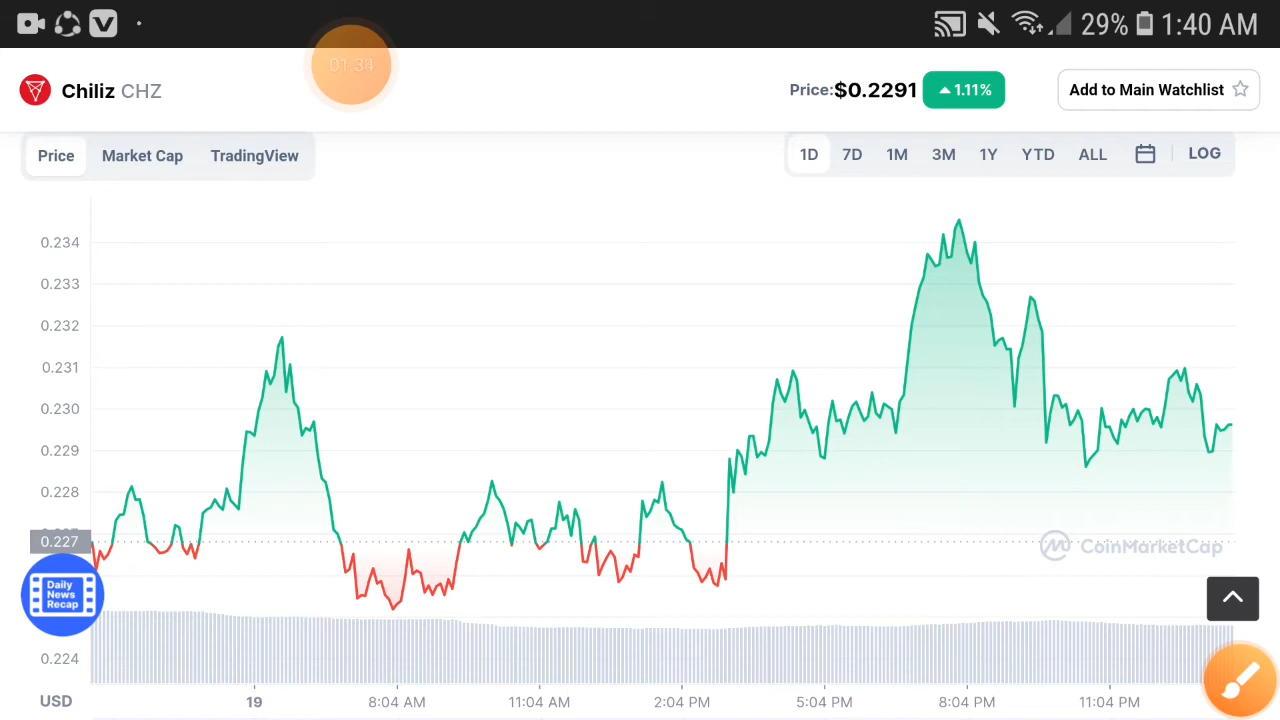 29% 1:40 AM
01:34
Chiliz CHZ Price:$0.2291 1.11% Add to Main Watchlist
Price Market Cap TradingView 1D 7D 1M 3M 1Y YTD ALL LOG
0.234
0.233
0.232
0.231
0.230
0.229
0.228
0.227
CoinMarketCap
Daily
News
Recap
0.224
USD 19 8:04 AM 11:04 AM 2:04 PM 5:04 PM 8:04 PM 11:04 PM